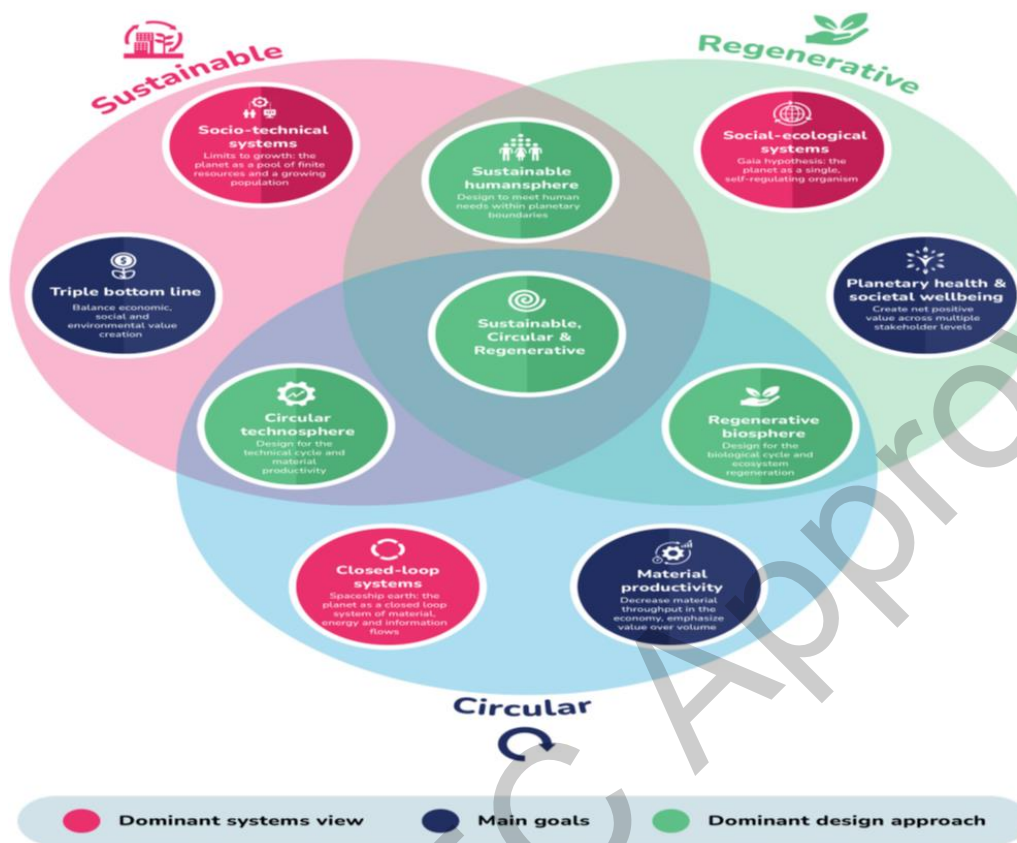 Sustainable
Regenerative
Socio-technical
systems
Limits to growth: the
planet as a pool of finite
resources and a growing
population
Sustainable
humansphere
Design to meet human
needs within planetary
boundaries
Social-ecological
systems
Gaia hypothesis: the
planet as a single,
self-regulating organism
Triple bottom line
Balance economic,
social and
environmental value
creation
Sustainable,
Circular &
Regenerative
Planetary health &
societal wellbeing
Create net positive
value across multiple
stakeholder levels
Circular
technosphere
Design for the
technical cycle and
material
productivity
Regenerative
biosphere
Design for the
biological cycle and
ecosystem
regeneration
Closed-loop
systems
Spaceship earth: the
planet as a closed loop
system of material,
energy and information
flows
Material
productivity
Decrease material
throughput in the
economy, emphasize
value over volume
Circular
Dominant systems view
Main goals
Dominant design approach